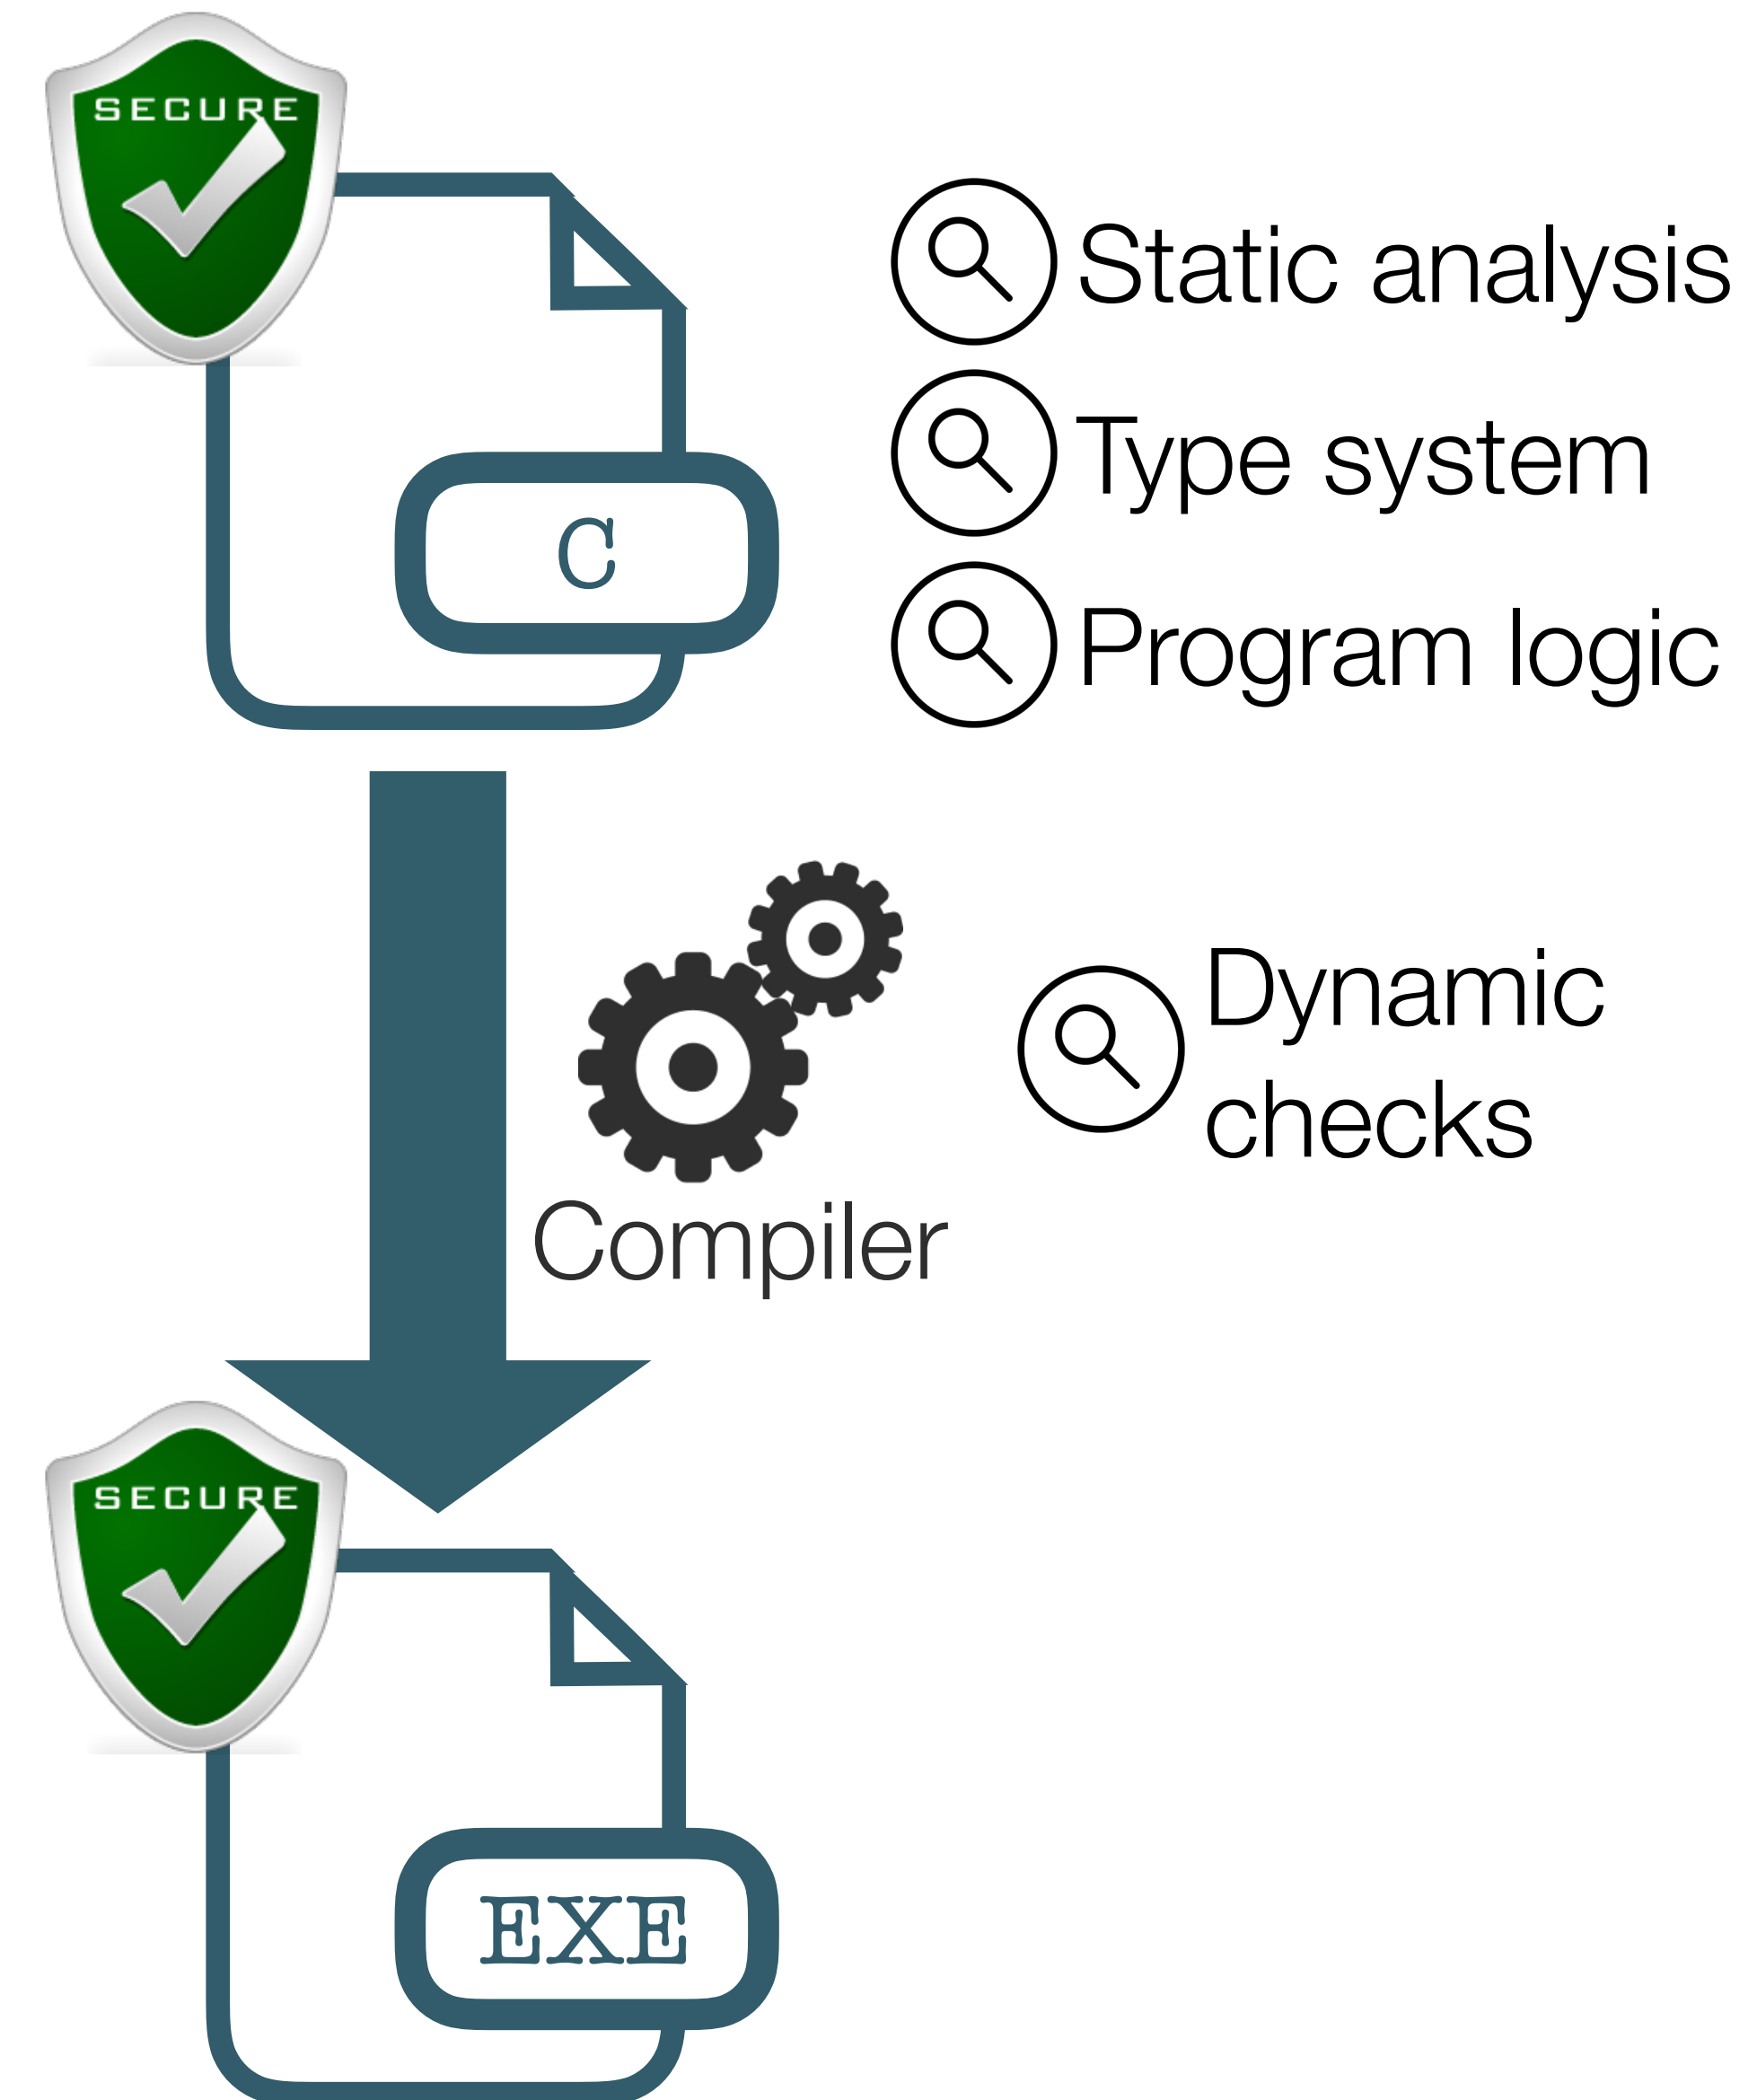 SECURE
Static analysis
Type system
C
Program logic
Dynamic
checks
Compiler
SECURE
EXE